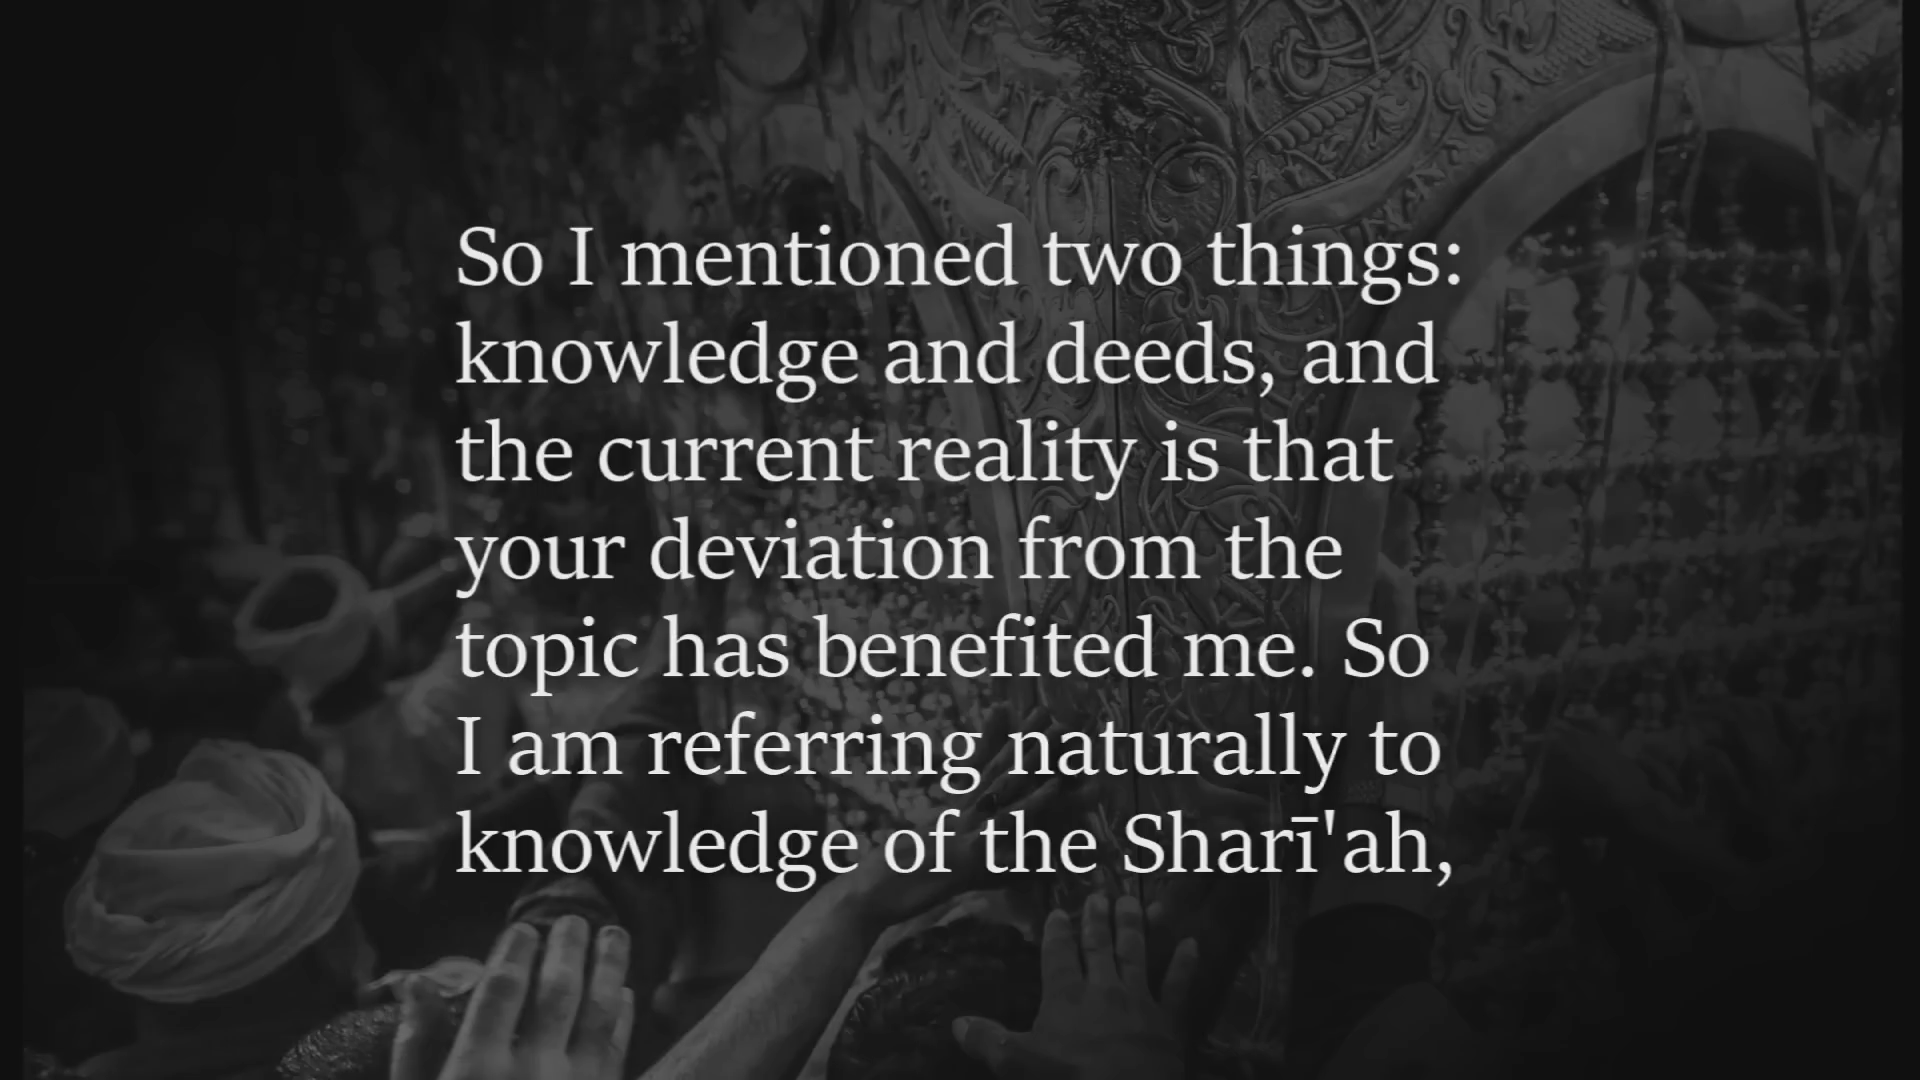 So I mentioned two things:
knowledge and deeds, and
the current reality is that
your deviation from the
topic has benefited me. So
I am referring naturally to
knowledge of the Sharī'ah,